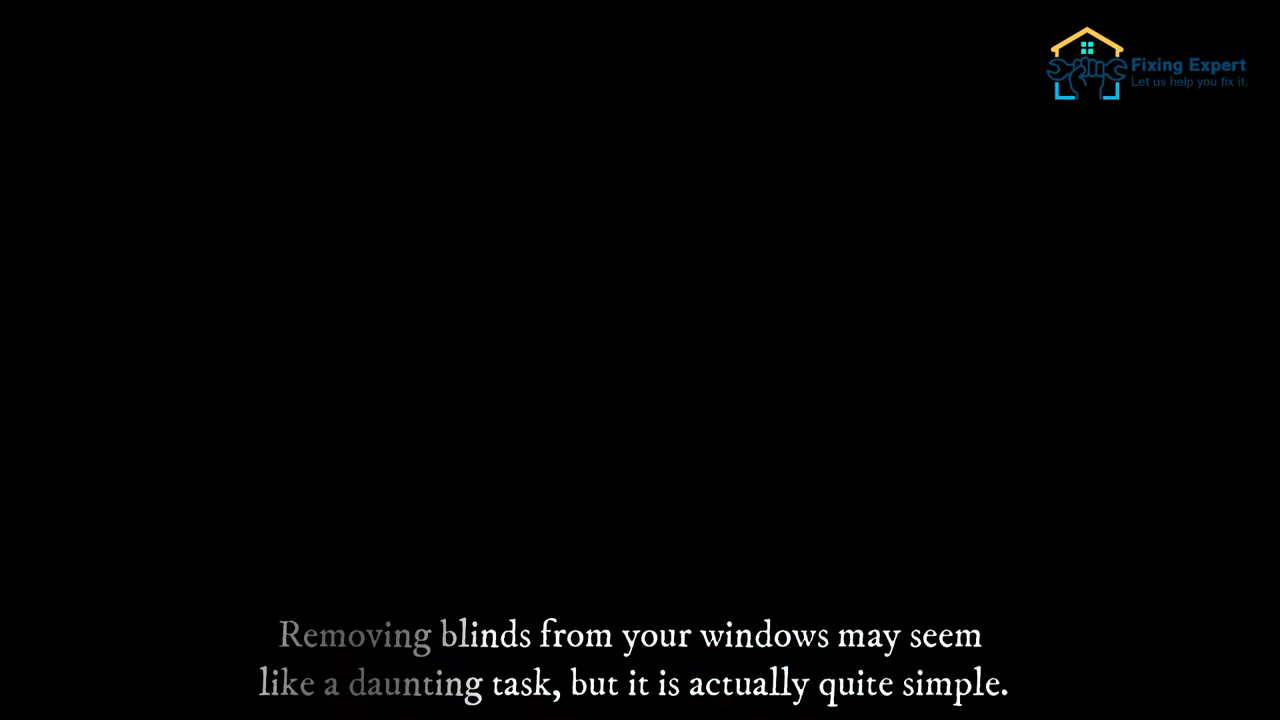 Fixing Expert
Let us help you fix it.
Removing blinds from your windows may seem
like a daunting task, but it is actually quite simple.